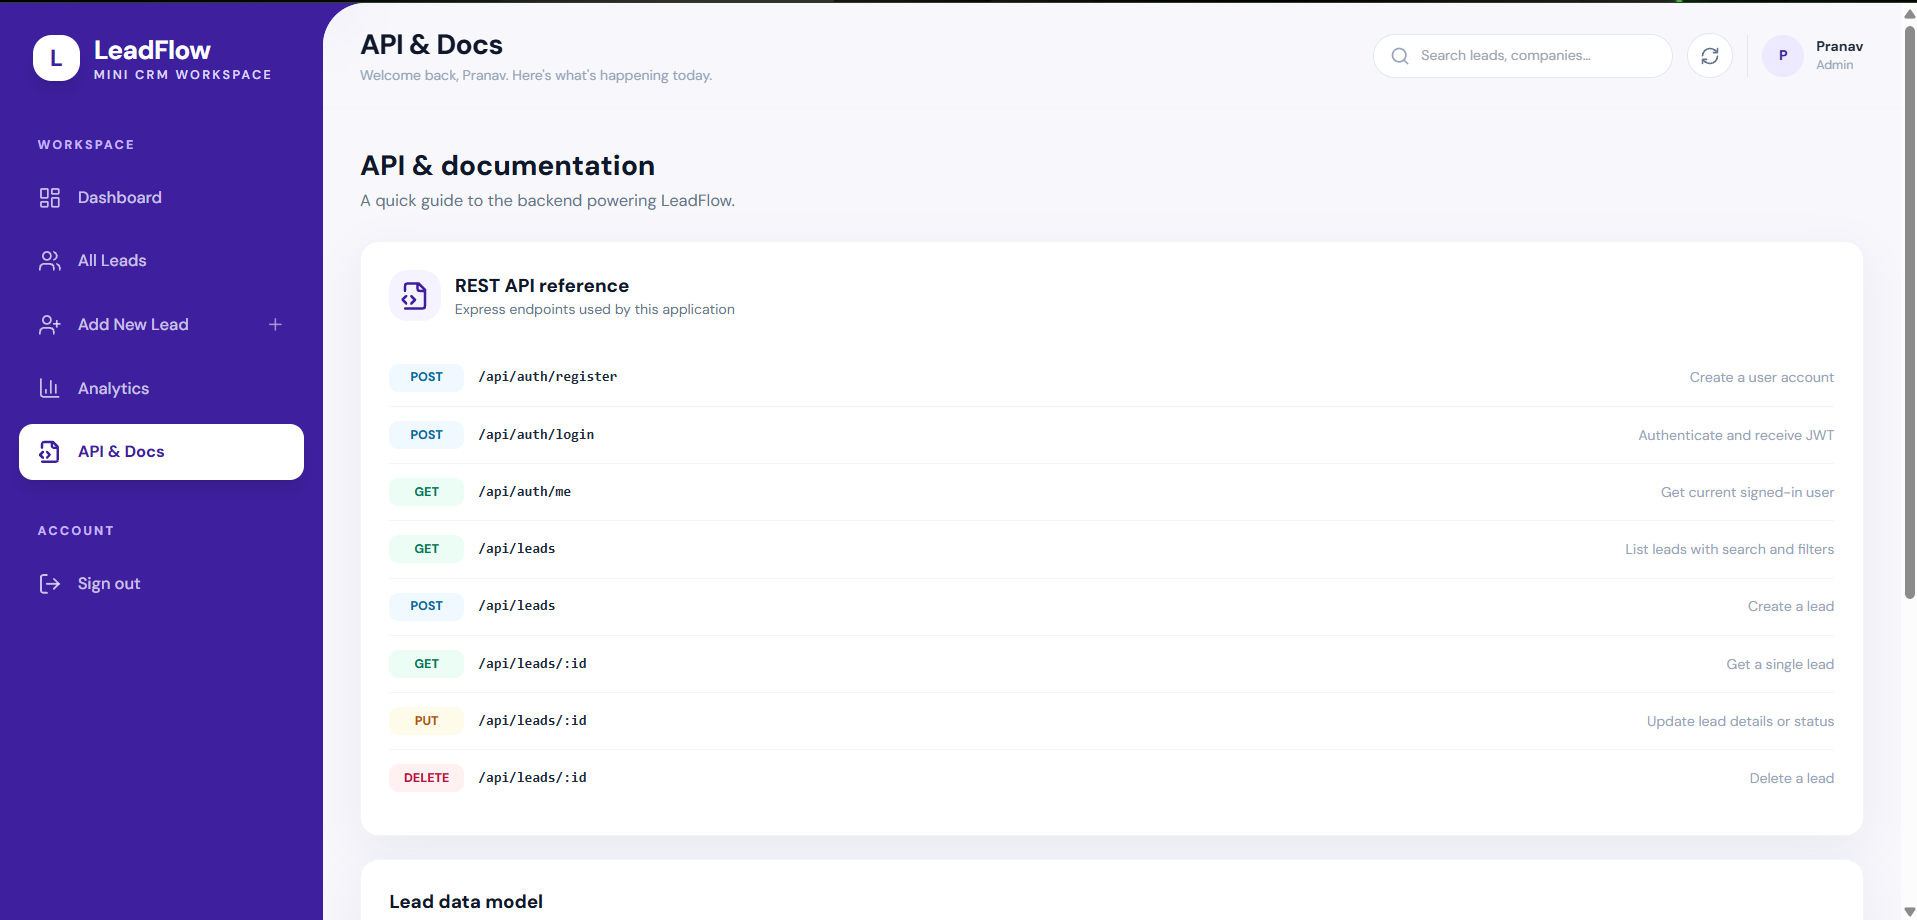 L
LeadFlow
MINI CRM WORKSPACE
WORKSPACE
Dashboard
All Leads
Add New Lead
Analytics
API & Docs
ACCOUNT
Sign out
API & Docs
Welcome back, Pranav. Here's what's happening today.
Search leads, companies...
P
Pranav
Admin
API & documentation
A quick guide to the backend powering LeadFlow.
REST API reference
Express endpoints used by this application
POST /api/auth/register Create a user account
POST /api/auth/login Authenticate and receive JWT
GET /api/auth/me Get current signed-in user
GET /api/leads List leads with search and filters
POST /api/leads Create a lead
GET /api/leads/:id Get a single lead
PUT /api/leads/:id Update lead details or status
DELETE /api/leads/:id Delete a lead
Lead data model